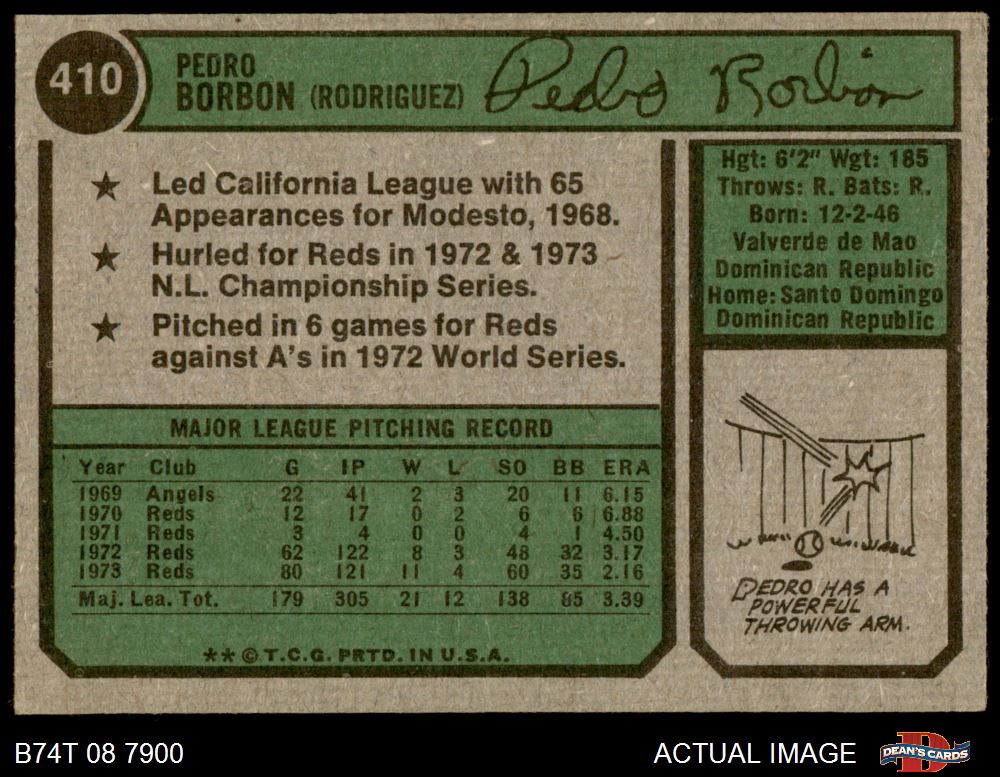 410
PEDRO
BORBON (RODRIGUEZ)
Pedro Borbón
★ Led California League with 65
Appearances for Modesto, 1968.
★ Hurled for Reds in 1972 & 1973
N.L. Championship Series.
★ Pitched in 6 games for Reds
against A's in 1972 World Series.
Hgt: 6'2" Wgt: 185
Throws: R. Bats: R.
Born: 12-2-46
Valverde de Mao
Dominican Republic
Home: Santo Domingo
Dominican Republic
MAJOR LEAGUE PITCHING RECORD
Year Club G IP W L SO BB ERA
1969 Angels 22 41 2 3 20 11 6.15
1970 Reds 12 17 0 2 6 6 6.88
1971 Reds 3 4 0 0 4 1 4.50
1972 Reds 62 122 8 3 48 32 3.17
1973 Reds 80 121 11 4 60 35 2.16
Maj. Lea. Tot. 179 305 21 12 138 85 3.39
**©T.C.G. PRTD. IN U.S.A.
PEDRO HAS A
POWERFUL
THROWING ARM.
B74T 08 7900
ACTUAL IMAGE
DEAN'S CARDS